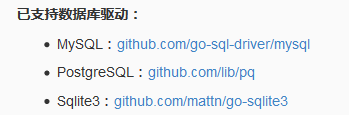 已支持数据库驱动：
• MySQL：github.com/go-sql-driver/mysql
• PostgreSQL：github.com/lib/pq
• Sqlite3：github.com/mattn/go-sqlite3